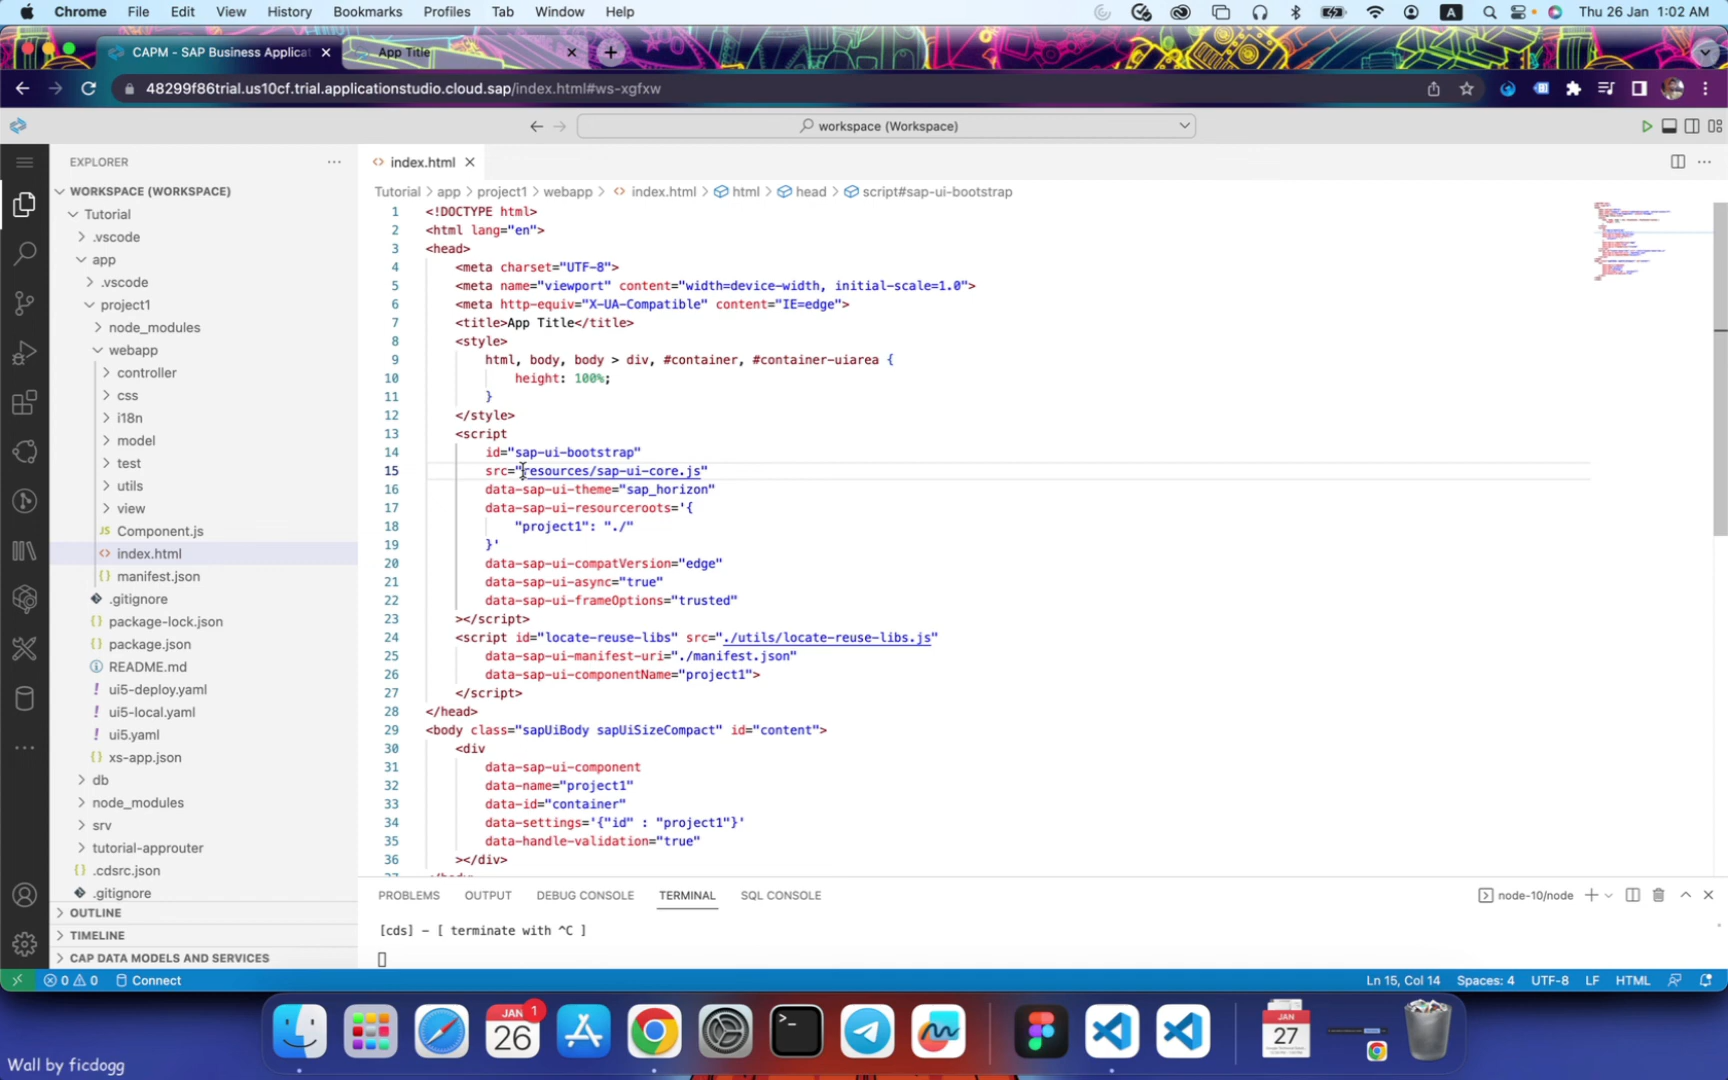 Chrome File Edit View History Bookmarks Profiles Tab Window Help
A Thu 26 Jan 1:02 AM
CAPM - SAP Business Applicat App Title
48299f86trial.us10cf.trial.applicationstudio.cloud.sap/index.html#ws-xgfxw
workspace (Workspace)
EXPLORER
WORKSPACE (WORKSPACE)
Tutorial
.vscode
app
.vscode
project1
node_modules
webapp
controller
css
i18n
model
test
utils
view
JS Component.js
<> index.html
{} manifest.json
.gitignore
{} package-lock.json
{} package.json
README.md
! ui5-deploy.yaml
! ui5-local.yaml
! ui5.yaml
{} xs-app.json
db
node_modules
srv
tutorial-approuter
{} .cdsrc.json
.gitignore
OUTLINE
TIMELINE
CAP DATA MODELS AND SERVICES
<> index.html
Tutorial > app > project1 > webapp > <> index.html > html > head > script#sap-ui-bootstrap
1 <!DOCTYPE html>
2 <html lang="en">
3 <head>
4 <meta charset="UTF-8">
5 <meta name="viewport" content="width=device-width, initial-scale=1.0">
6 <meta http-equiv="X-UA-Compatible" content="IE=edge">
7 <title>App Title</title>
8 <style>
9 html, body, body > div, #container, #container-uiarea {
10 height: 100%;
11 }
12 </style>
13 <script
14 id="sap-ui-bootstrap"
15 src="resources/sap-ui-core.js"
16 data-sap-ui-theme="sap_horizon"
17 data-sap-ui-resourceroots='{
18 "project1": "./"
19 }'
20 data-sap-ui-compatVersion="edge"
21 data-sap-ui-async="true"
22 data-sap-ui-frameOptions="trusted"
23 ></script>
24 <script id="locate-reuse-libs" src="./utils/locate-reuse-libs.js"
25 data-sap-ui-manifest-uri="./manifest.json"
26 data-sap-ui-componentName="project1">
27 </script>
28 </head>
29 <body class="sapUiBody sapUiSizeCompact" id="content">
30 <div
31 data-sap-ui-component
32 data-name="project1"
33 data-id="container"
34 data-settings='{"id" : "project1"}'
35 data-handle-validation="true"
36 ></div>
PROBLEMS OUTPUT DEBUG CONSOLE TERMINAL SQL CONSOLE
node-10/node
[cds] - [ terminate with ^C ]
0 0 Connect
Ln 15, Col 14 Spaces: 4 UTF-8 LF HTML
JAN 1
26
JAN
27
Wall by ficdogg